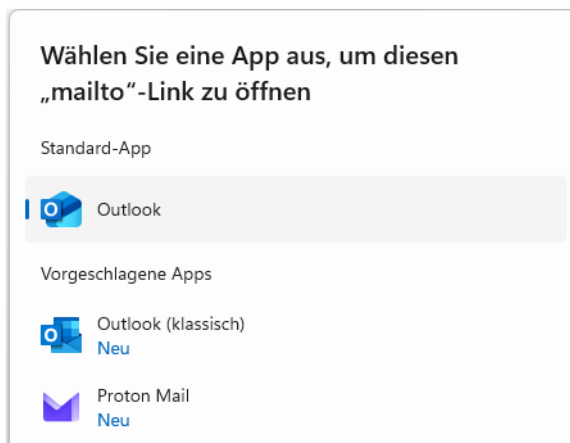 Wählen Sie eine App aus, um diesen
„mailto“-Link zu öffnen
Standard-App
Outlook
Vorgeschlagene Apps
Outlook (klassisch)
Neu
Proton Mail
Neu